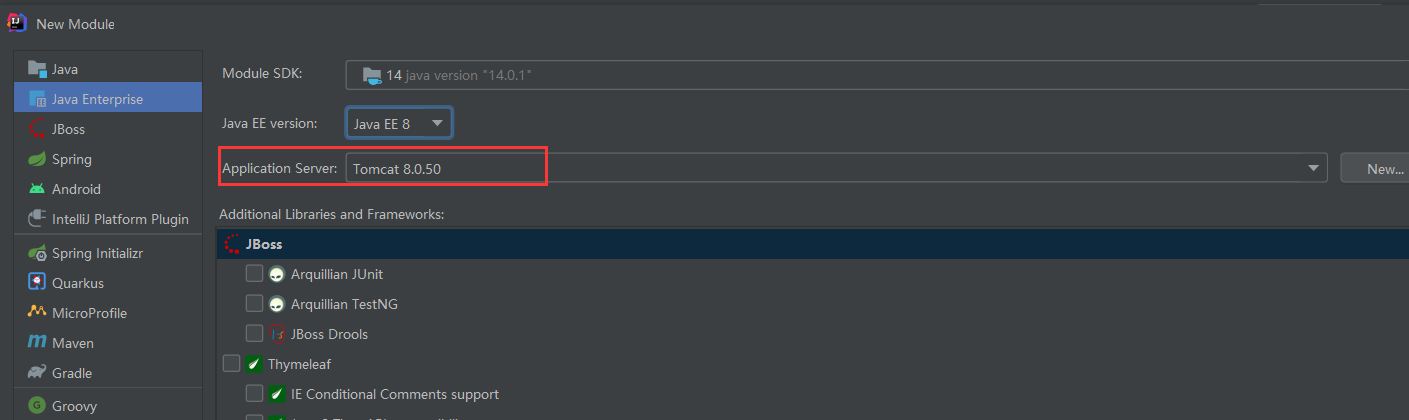 New Module
Java
Java Enterprise
JBoss
Spring
Android
IntelliJ Platform Plugin
Spring Initializr
Quarkus
MicroProfile
Maven
Gradle
Groovy
Module SDK: 14 java version "14.0.1"
Java EE version: Java EE 8
Application Server: Tomcat 8.0.50 New...
Additional Libraries and Frameworks:
JBoss
Arquillian JUnit
Arquillian TestNG
JBoss Drools
Thymeleaf
IE Conditional Comments support